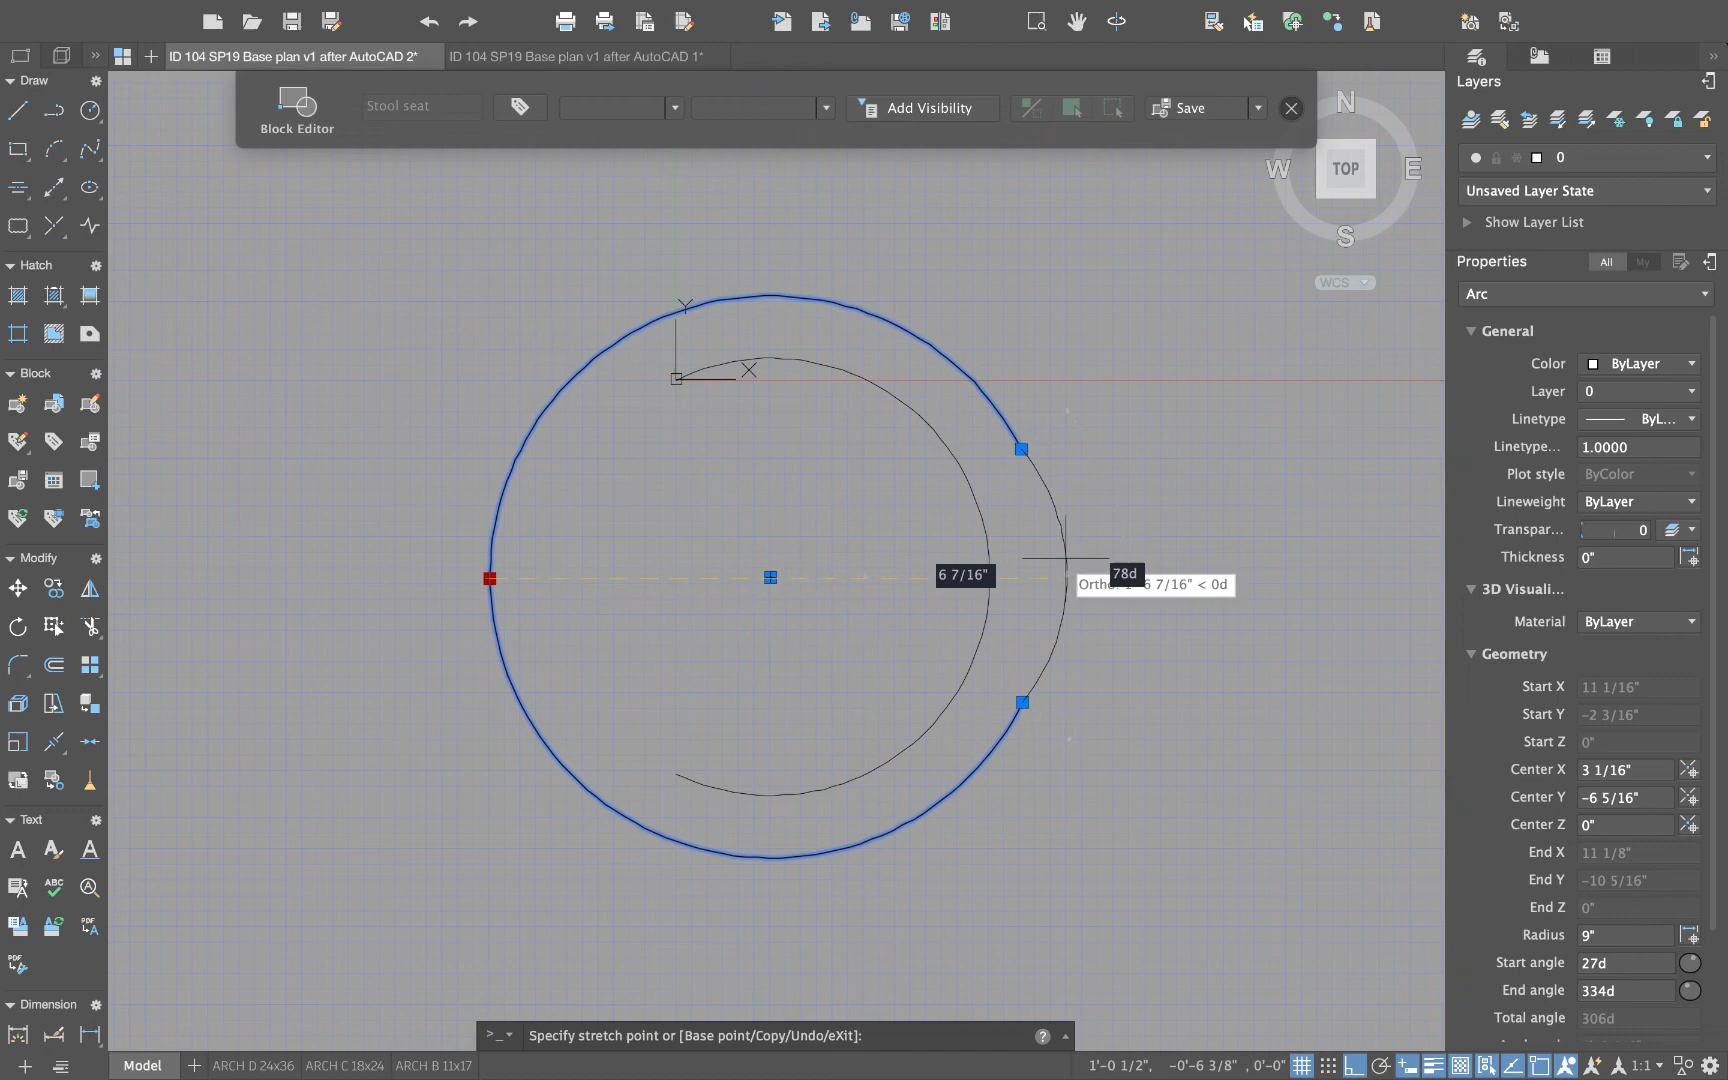 ID 104 SP19 Base plan v1 after AutoCAD 2*
ID 104 SP19 Base plan v1 after AutoCAD 1*
Draw
Hatch
Block
Modify
Text
ABC
PDF
PDF
Dimension
Block Editor
Stool seat
Add Visibility
Save
N
W
TOP
E
S
WCS
Y
X
6 7/16"
78d
6 7/16" < 0d
>_
Specify stretch point or [Base point/Copy/Undo/eXit]:
Layers
0
Unsaved Layer State
Show Layer List
Properties
All
My
Arc
General
Color
ByLayer
Layer
0
Linetype
ByL...
Linetype...
1.0000
Plot style
ByColor
Lineweight
ByLayer
Transpar...
0
Thickness
0"
3D Visuali...
Material
ByLayer
Geometry
Start X
11 1/16"
Start Y
-2 3/16"
Start Z
0"
Center X
3 1/16"
Center Y
-6 5/16"
Center Z
0"
End X
11 1/8"
End Y
-10 5/16"
End Z
0"
Radius
9"
Start angle
27d
End angle
334d
Total angle
306d
Model
ARCH D 24x36
ARCH C 18x24
ARCH B 11x17
1'-0 1/2", -0'-6 3/8" , 0'-0"
1:1